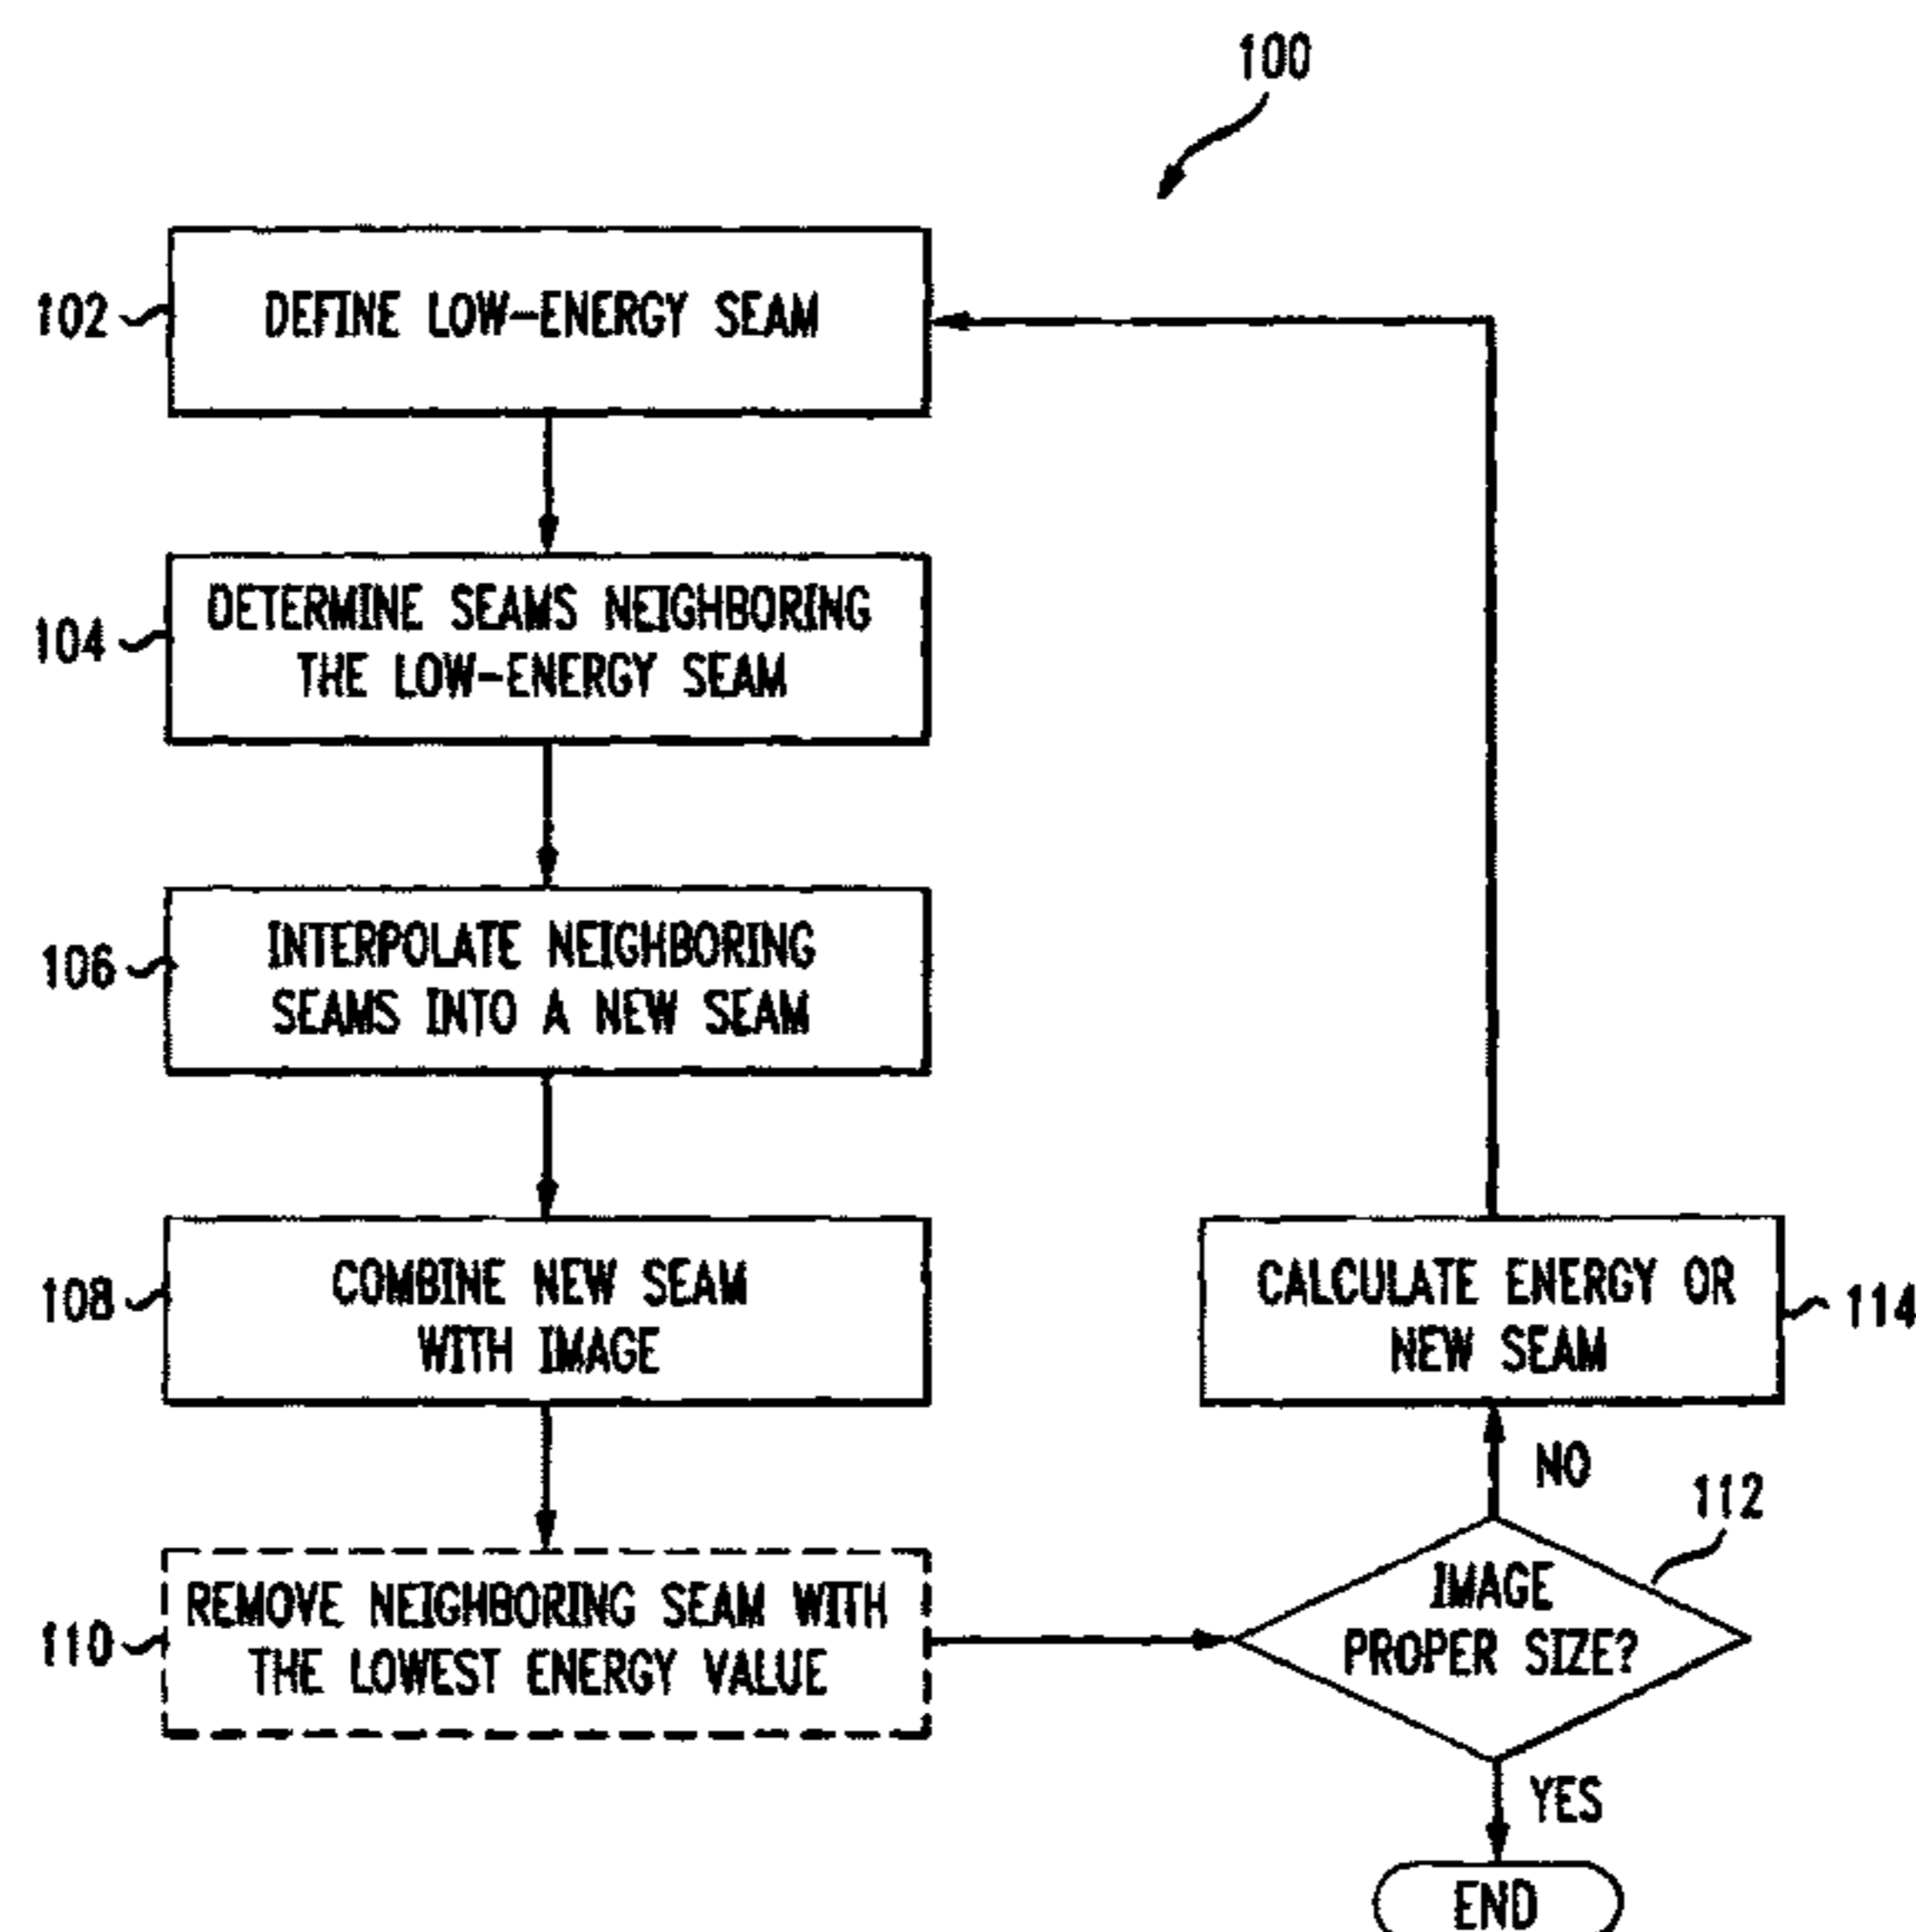 100
102
DEFINE LOW-ENERGY SEAM
104
DETERMINE SEAMS NEIGHBORING
THE LOW-ENERGY SEAM
106
INTERPOLATE NEIGHBORING
SEAMS INTO A NEW SEAM
108
COMBINE NEW SEAM
WITH IMAGE
CALCULATE ENERGY OR
NEW SEAM
114
NO
112
110
REMOVE NEIGHBORING SEAM WITH
THE LOWEST ENERGY VALUE
IMAGE
PROPER SIZE?
YES
END